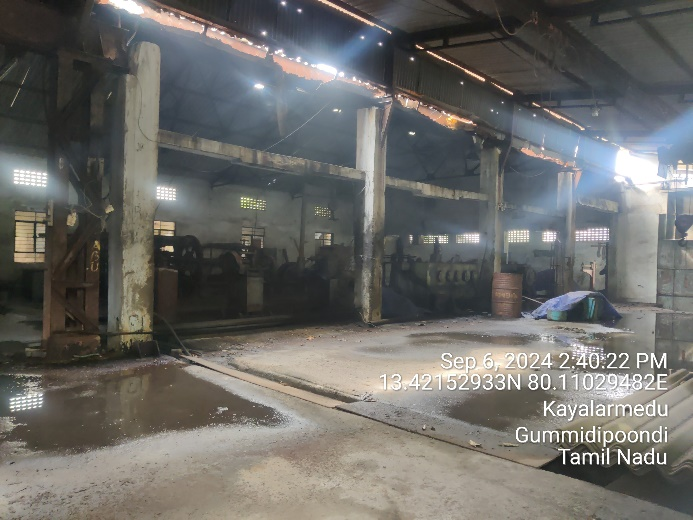 Sep 6, 2024 2:40:22 PM
13.42152933N 80.11029482E
Kayalarmedu
Gummidipoondi
Tamil Nadu